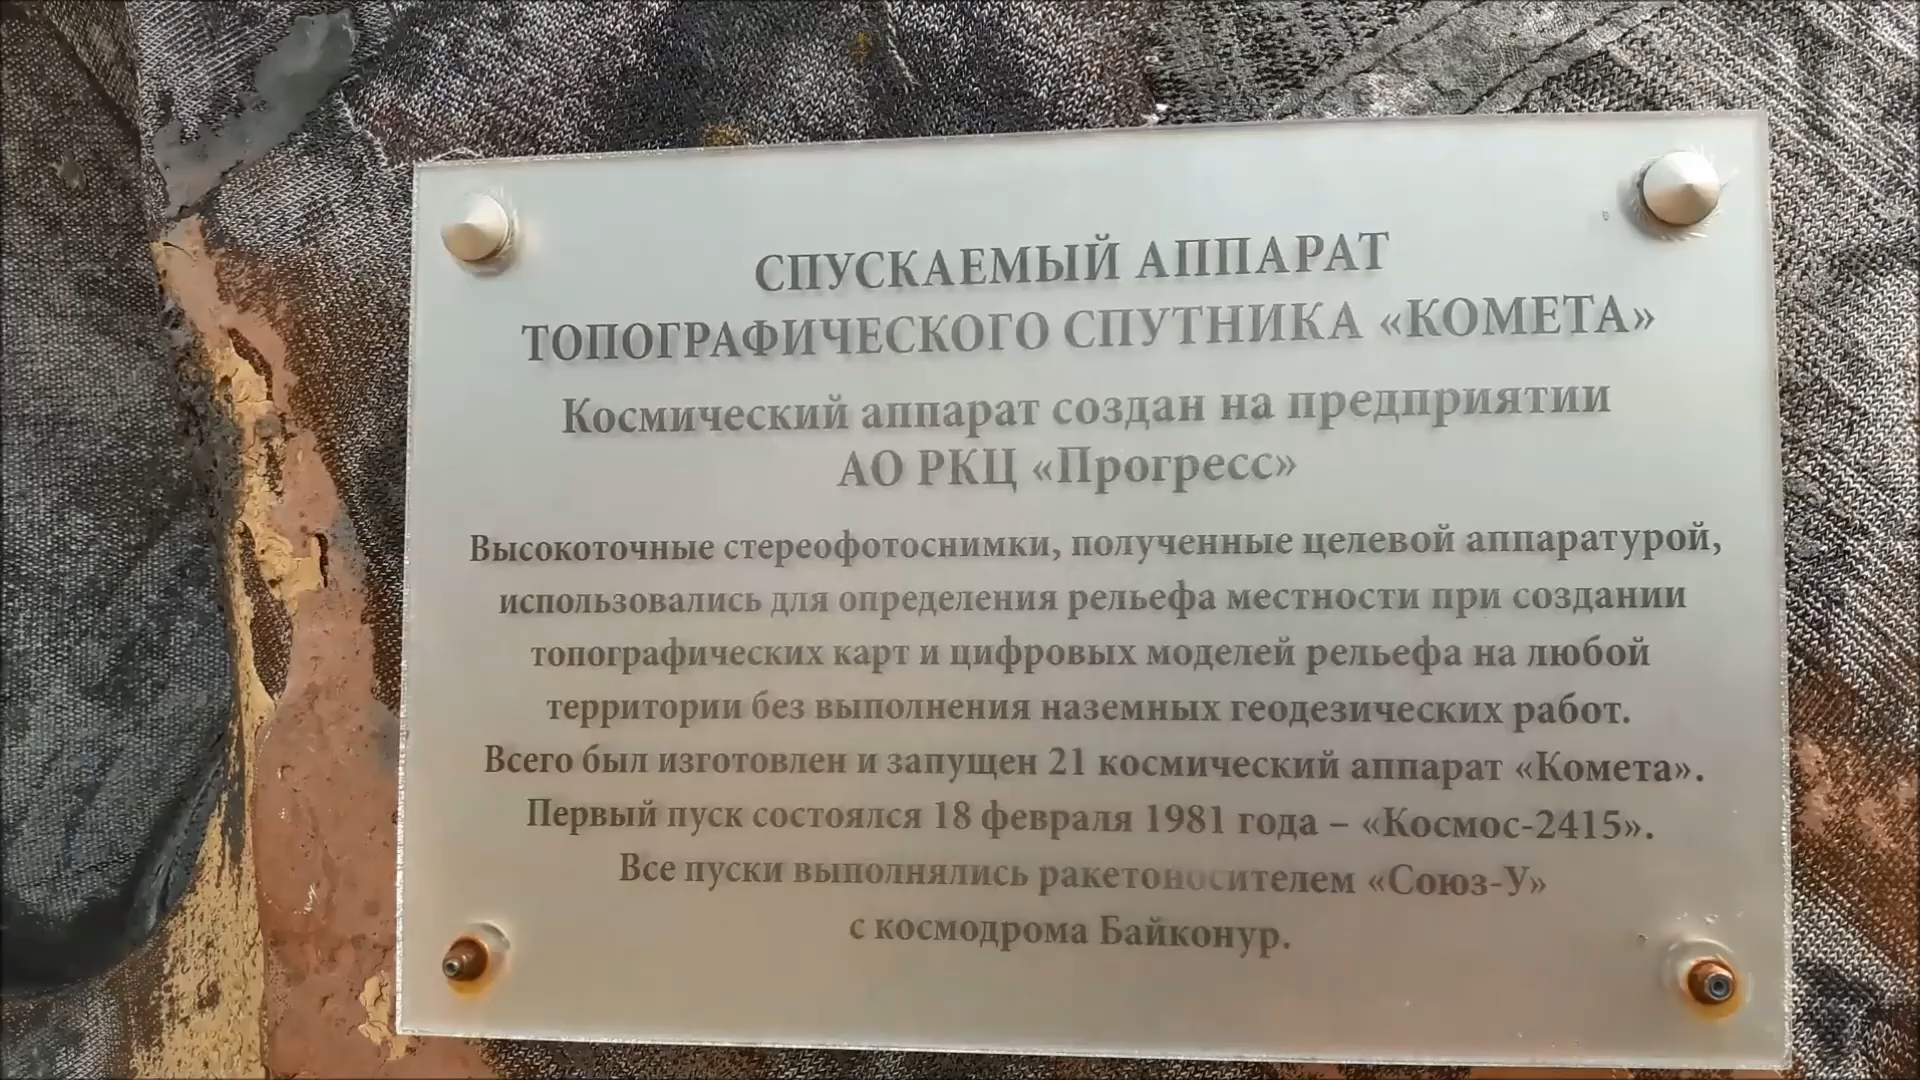 СПУСКАЕМЫЙ АППАРАТ
ТОПОГРАФИЧЕСКОГО СПУТНИКА «КОМЕТА»
Космический аппарат создан на предприятии
АО РКЦ «Прогресс»
Высокоточные стереофотоснимки, полученные целевой аппаратурой,
использовались для определения рельефа местности при создании
топографических карт и цифровых моделей рельефа на любой
территории без выполнения наземных геодезических работ.
Всего был изготовлен и запущен 21 космический аппарат «Комета».
Первый пуск состоялся 18 февраля 1981 года – «Космос-2415».
Все пуски выполнялись ракетоносителем «Союз-У»
с космодрома Байконур.